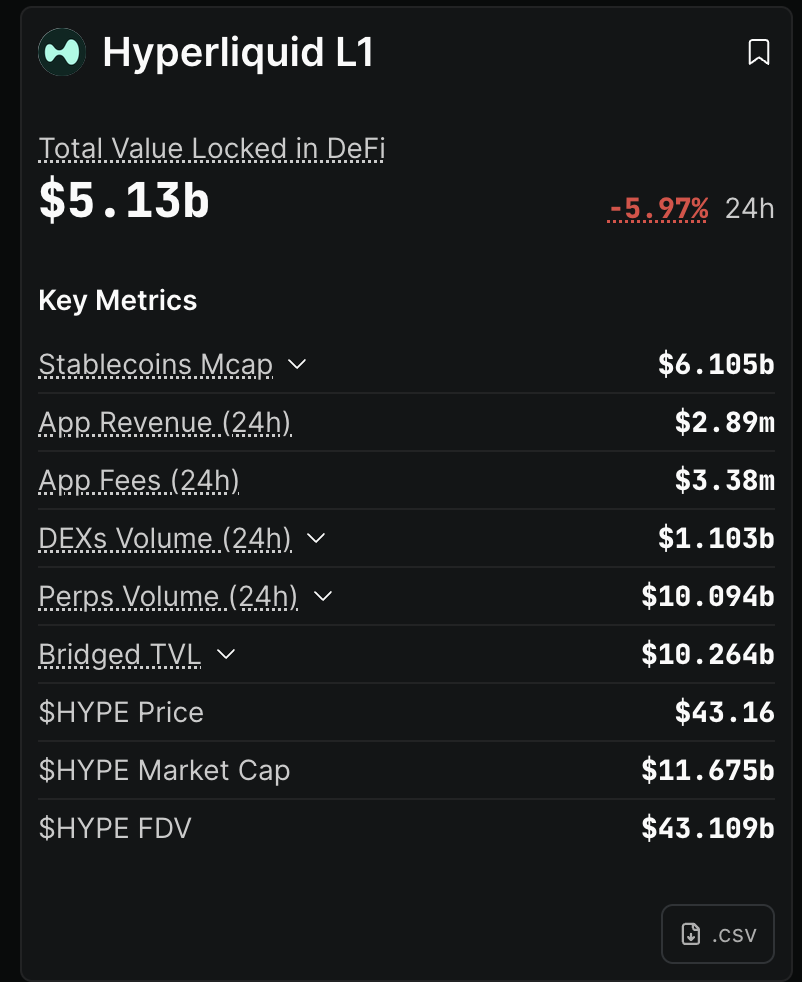 Hyperliquid L1
Total Value Locked in DeFi
$5.13b -5.97% 24h
Key Metrics
Stablecoins Mcap $6.105b
App Revenue (24h) $2.89m
App Fees (24h) $3.38m
DEXs Volume (24h) $1.103b
Perps Volume (24h) $10.094b
Bridged TVL $10.264b
$HYPE Price $43.16
$HYPE Market Cap $11.675b
$HYPE FDV $43.109b
.csv